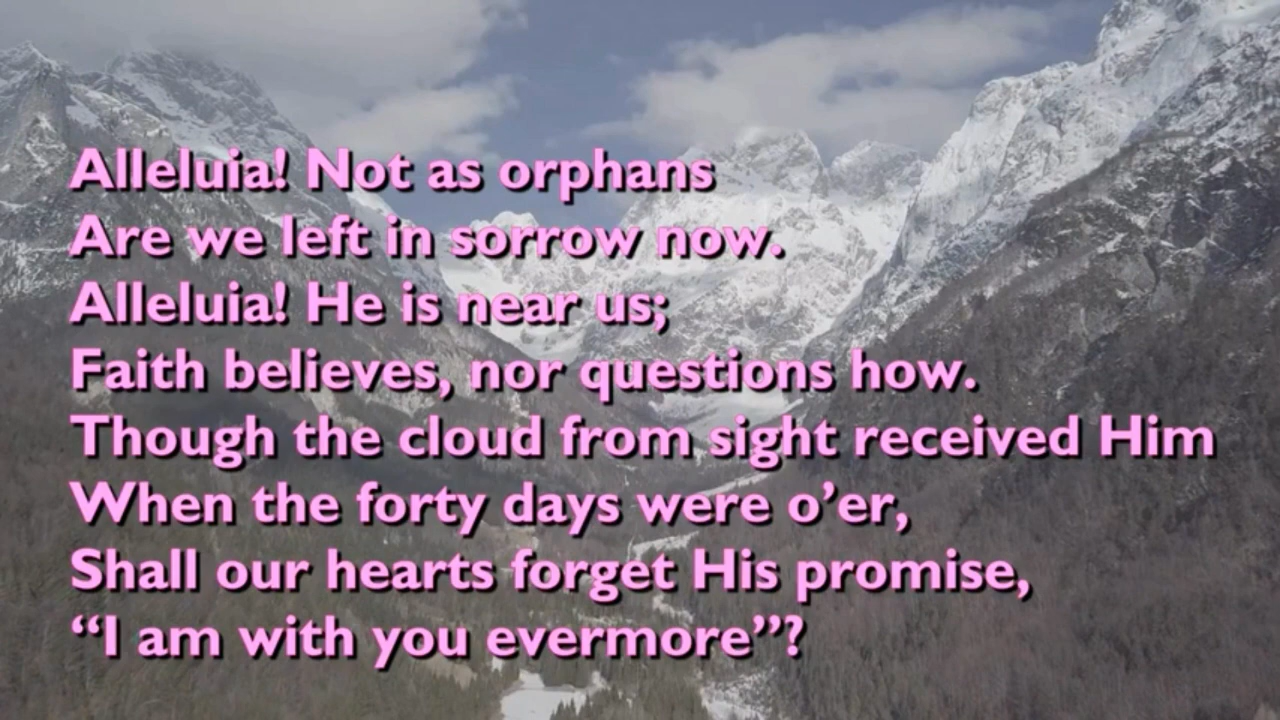 Alleluia! Not as orphans
Are we left in sorrow now.
Alleluia! He is near us;
Faith believes, nor questions how.
Though the cloud from sight received Him
When the forty days were o’er,
Shall our hearts forget His promise,
“I am with you evermore”?